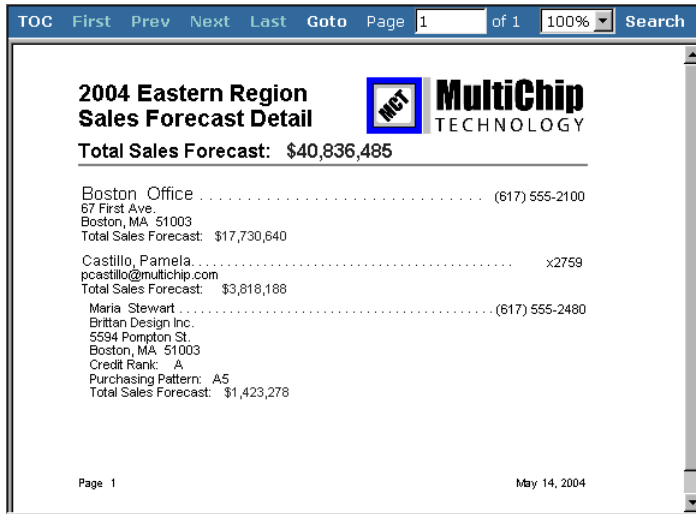 TOC First Prev Next Last Goto Page 1 of 1 100% Search
2004 Eastern Region
Sales Forecast Detail
MCT
MultiChip
TECHNOLOGY
Total Sales Forecast: $40,836,485
Boston Office . . . . . . . . . . . . . . . . . . . . . . . . . . . . . . . . (617) 555-2100
67 First Ave.
Boston, MA 51003
Total Sales Forecast: $17,730,640
Castillo, Pamela. . . . . . . . . . . . . . . . . . . . . . . . . . . . . . . . . . . . . . . . x2759
pcastillo@multichip.com
Total Sales Forecast: $3,818,188
Maria Stewart . . . . . . . . . . . . . . . . . . . . . . . . . . . . . . . . . . . . . . . . (617) 555-2480
Brittan Design Inc.
5594 Pompton St.
Boston, MA 51003
Credit Rank: A
Purchasing Pattern: A5
Total Sales Forecast: $1,423,278
Page 1 May 14, 2004